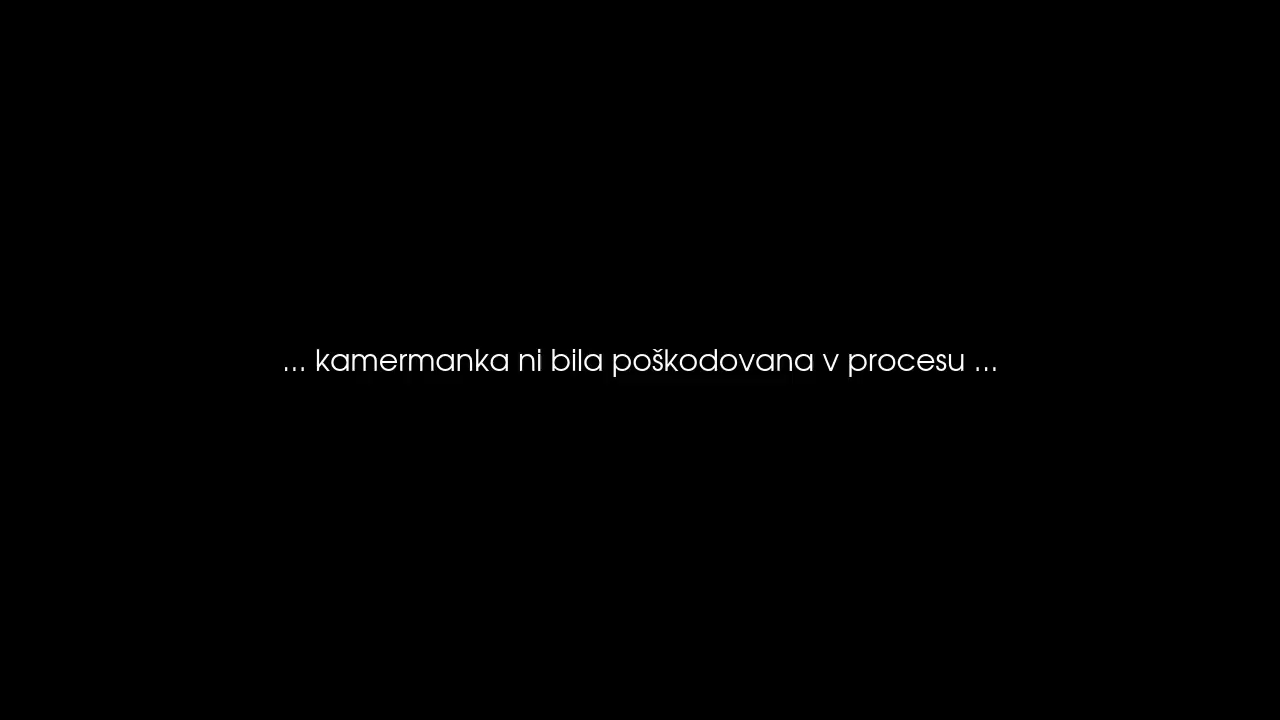 ... kamermanka ni bila poškodovana v procesu ...